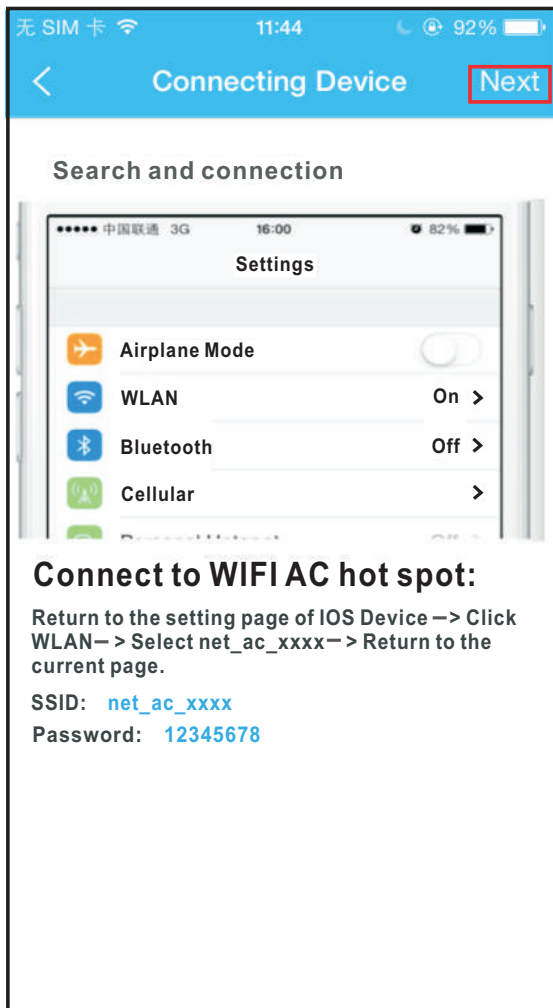 无 SIM 卡 11:44 92%
Connecting Device Next
Search and connection
中国联通 3G 16:00 82%
Settings
Airplane Mode
WLAN On >
Bluetooth Off >
Cellular >
Connect to WIFI AC hot spot:
Return to the setting page of IOS Device —> Click
WLAN— > Select net_ac_xxxx— > Return to the
current page.
SSID: net_ac_xxxx
Password: 12345678